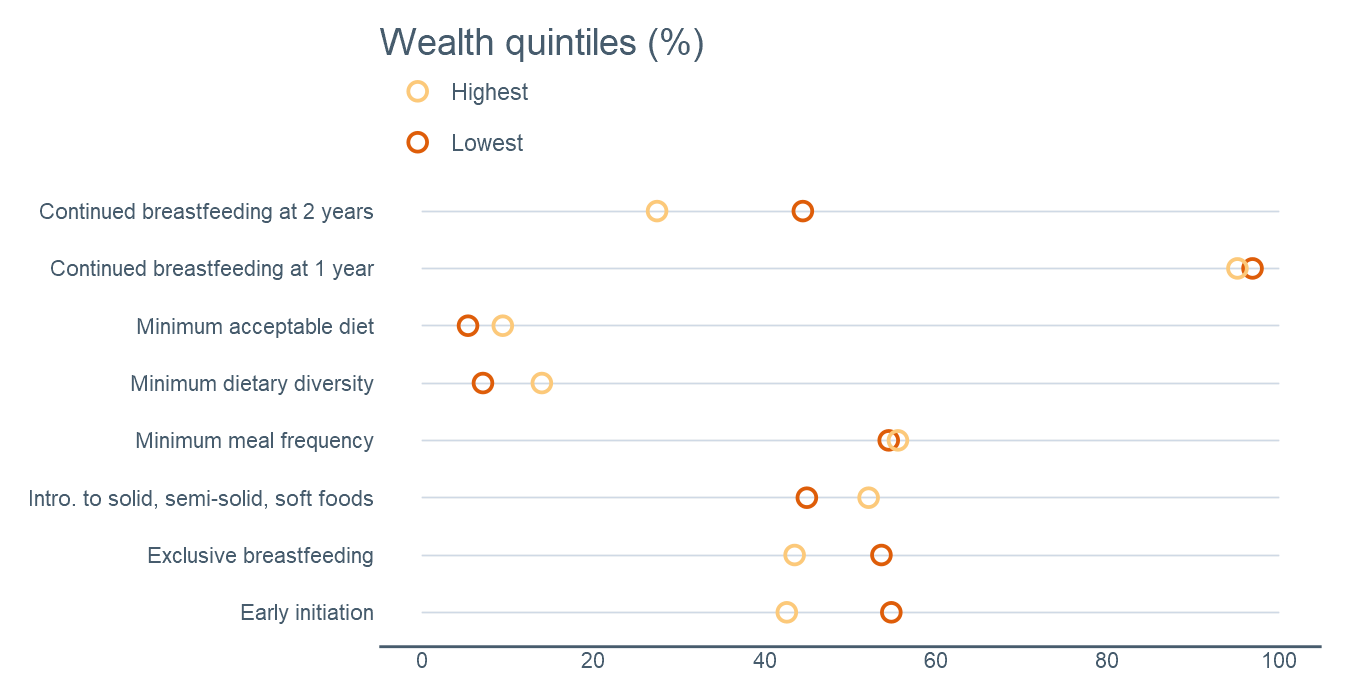 Wealth quintiles (%)
Highest
Lowest
Continued breastfeeding at 2 years
Continued breastfeeding at 1 year
Minimum acceptable diet
Minimum dietary diversity
Minimum meal frequency
Intro. to solid, semi-solid, soft foods
Exclusive breastfeeding
Early initiation
0 20 40 60 80 100